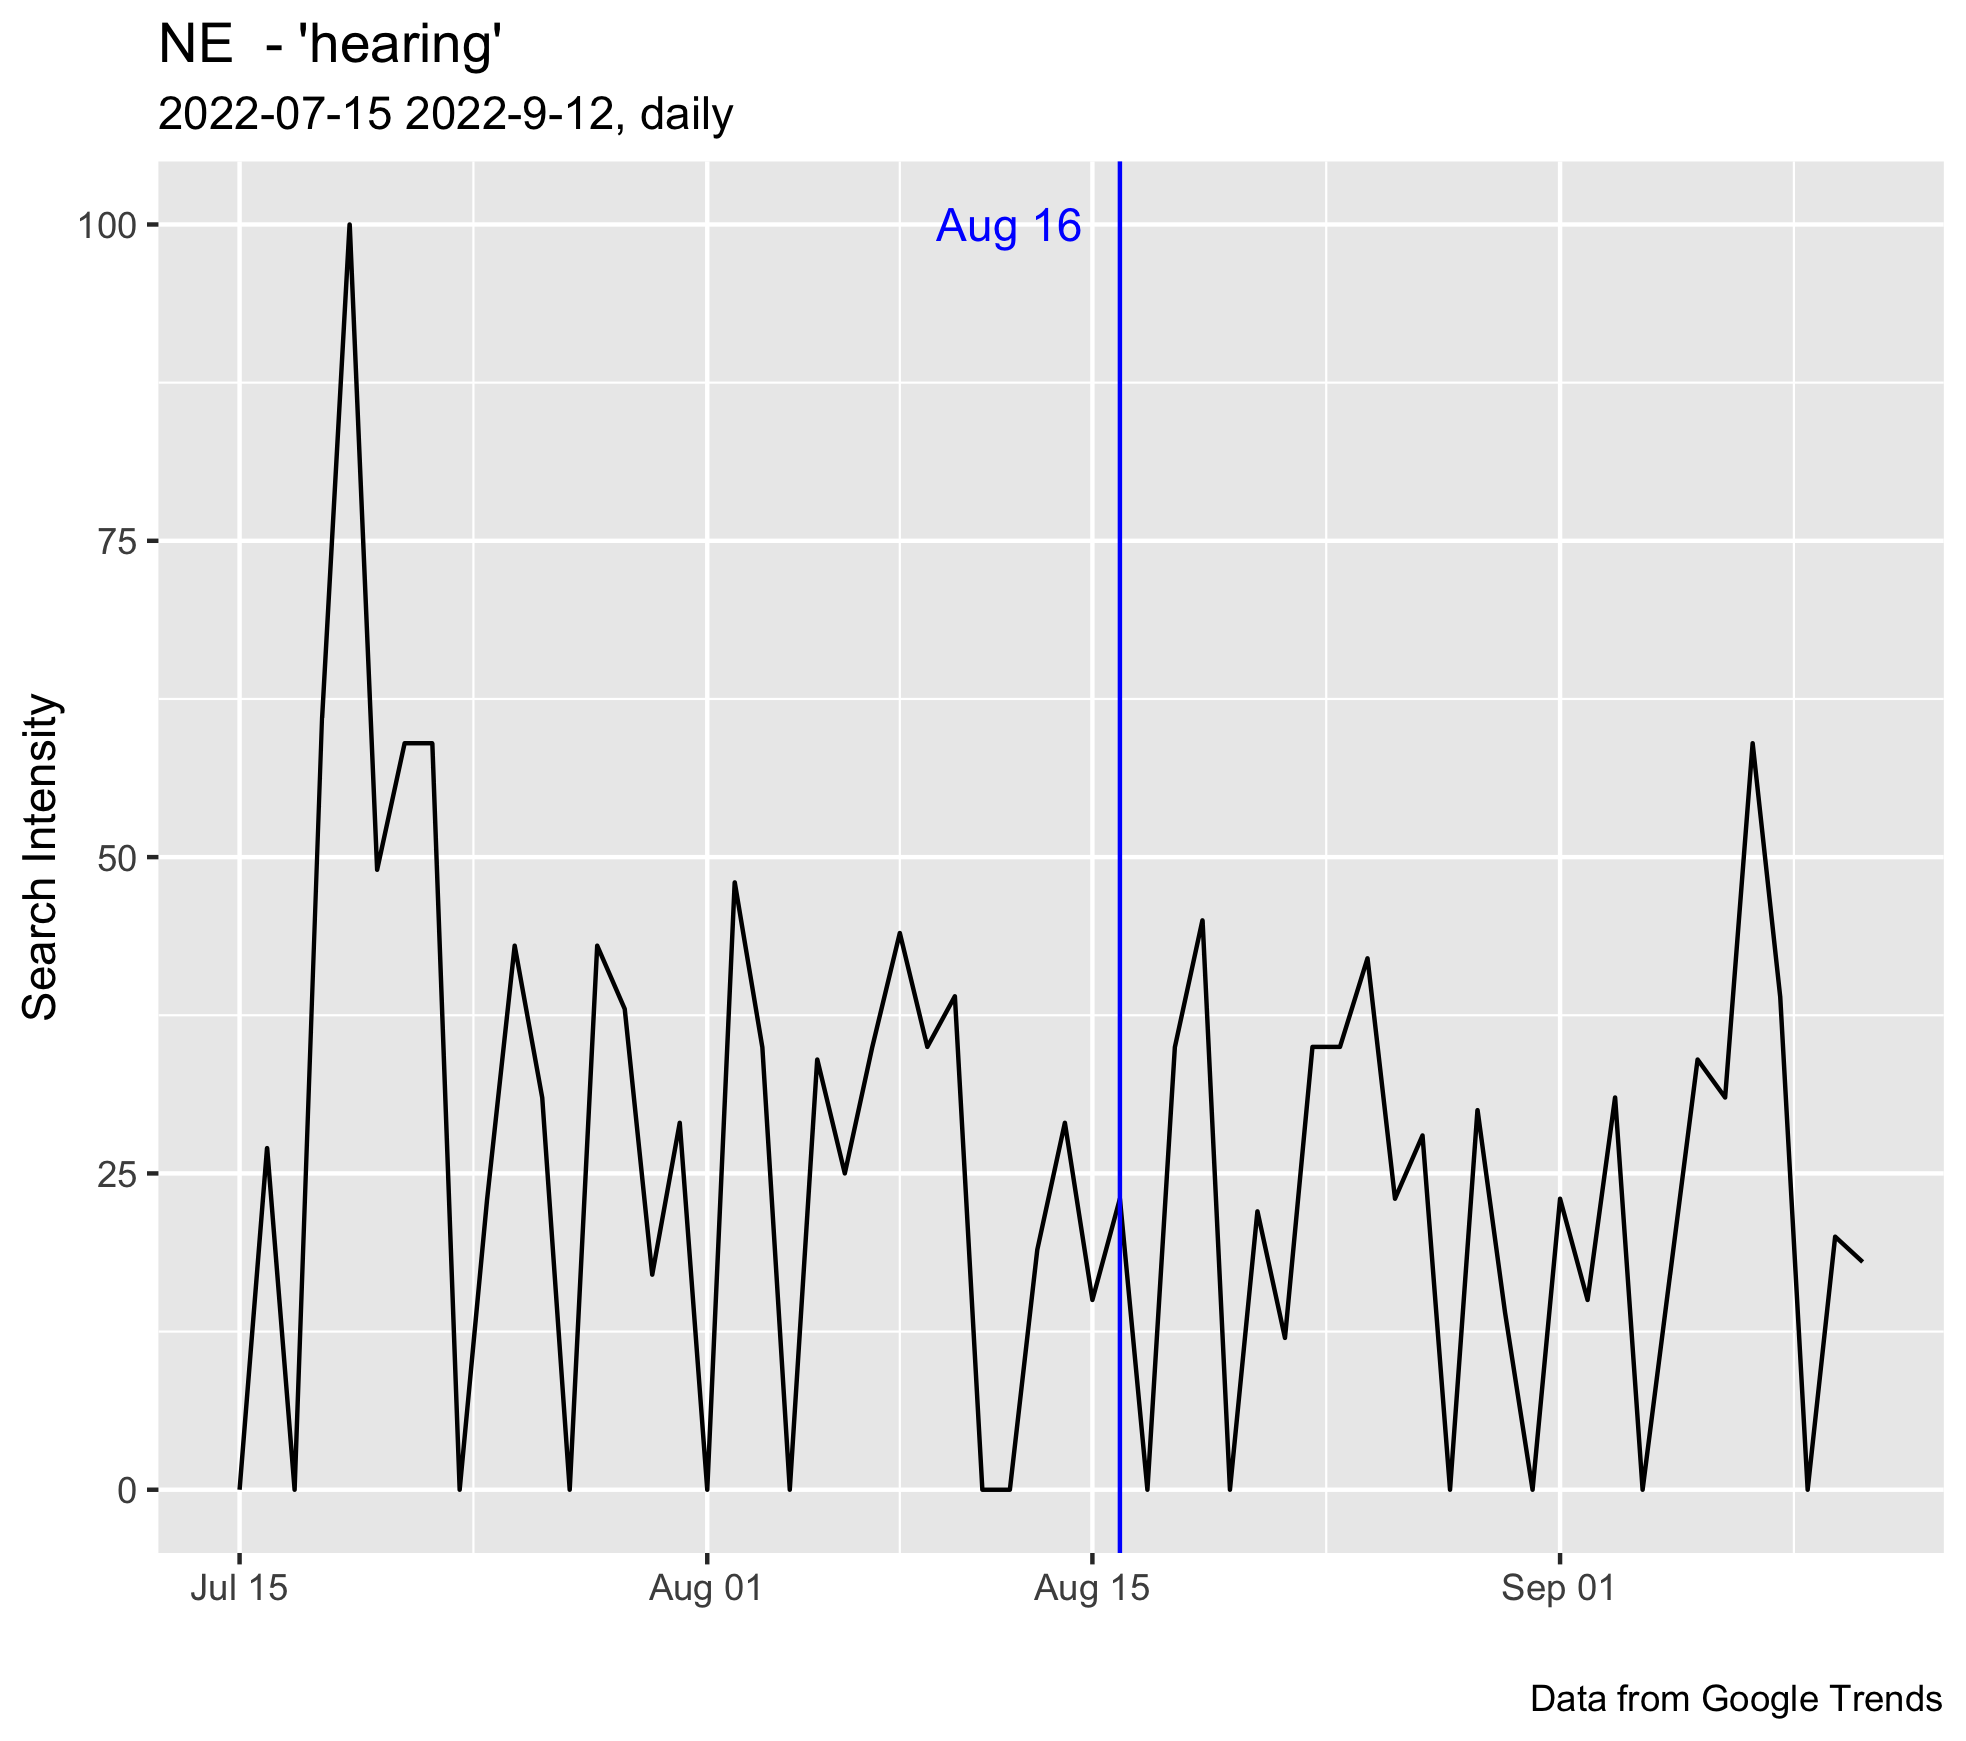 NE  - 'hearing'
2022-07-15 2022-9-12, daily
Aug 16
100
75
50
25
0
Search Intensity
Jul 15
Aug 01
Aug 15
Sep 01
Data from Google Trends